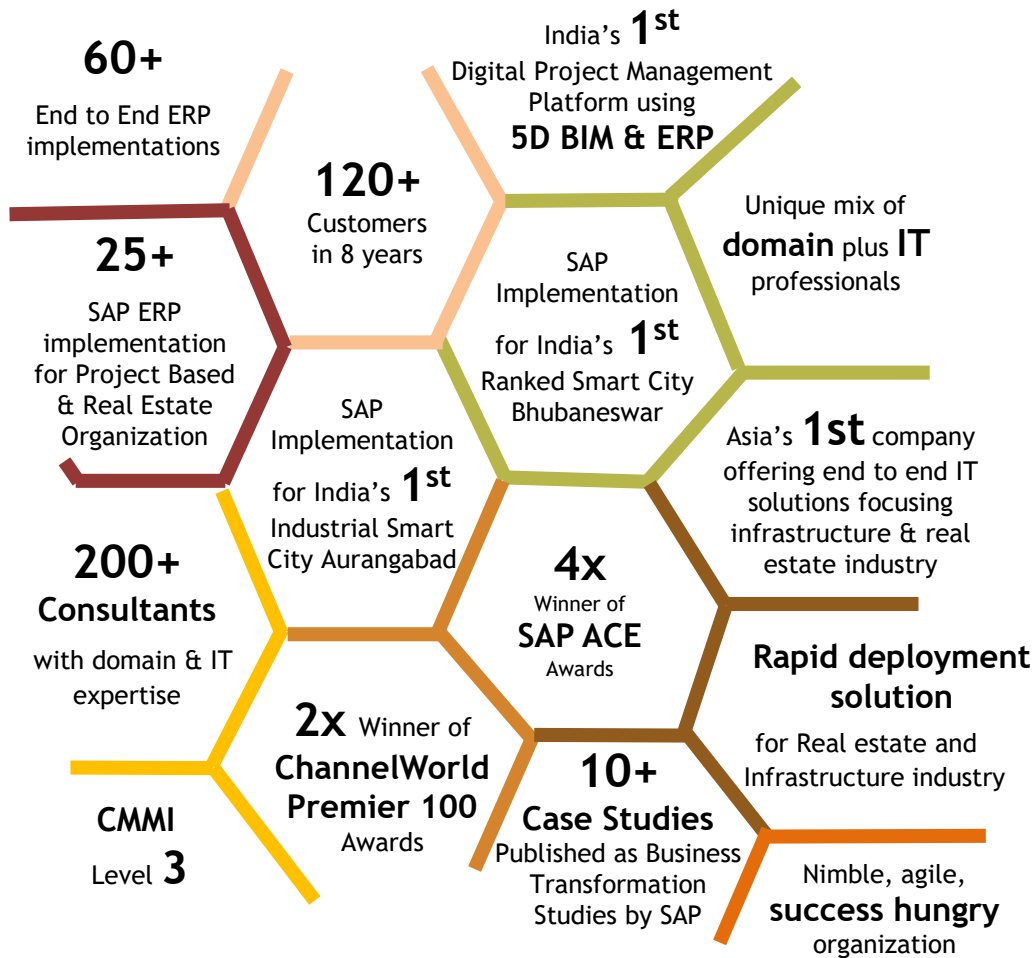 60+
End to End ERP
implementations
120+
Customers
in 8 years
India’s 1st
Digital Project Management
Platform using
5D BIM & ERP
Unique mix of
domain plus IT
professionals
25+
SAP ERP
implementation
for Project Based
& Real Estate
Organization
SAP
Implementation
for India’s 1st
Ranked Smart City
Bhubaneswar
SAP
Implementation
for India’s 1st
Industrial Smart
City Aurangabad
Asia’s 1st company
offering end to end IT
solutions focusing
infrastructure & real
estate industry
200+
Consultants
with domain & IT
expertise
4x
Winner of
SAP ACE
Awards
Rapid deployment
solution
for Real estate and
Infrastructure industry
2x Winner of
ChannelWorld
Premier 100
Awards
10+
Case Studies
Published as Business
Transformation
Studies by SAP
CMMI
Level 3
Nimble, agile,
success hungry
organization